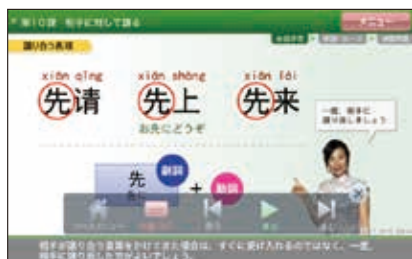 第10課 相手に対して譲る
メニュー
譲り合う表現
xiān qǐng xiān shàng xiān lái
先请 先上 先来
お先にどうぞ
一度、相手に
譲り返しましょう
先 副詞 + 動詞
相手が譲り合う言葉をかけてきた場合は、すぐに受け入れるのではなく、一度、
相手に譲り返した方がよいでしょう。